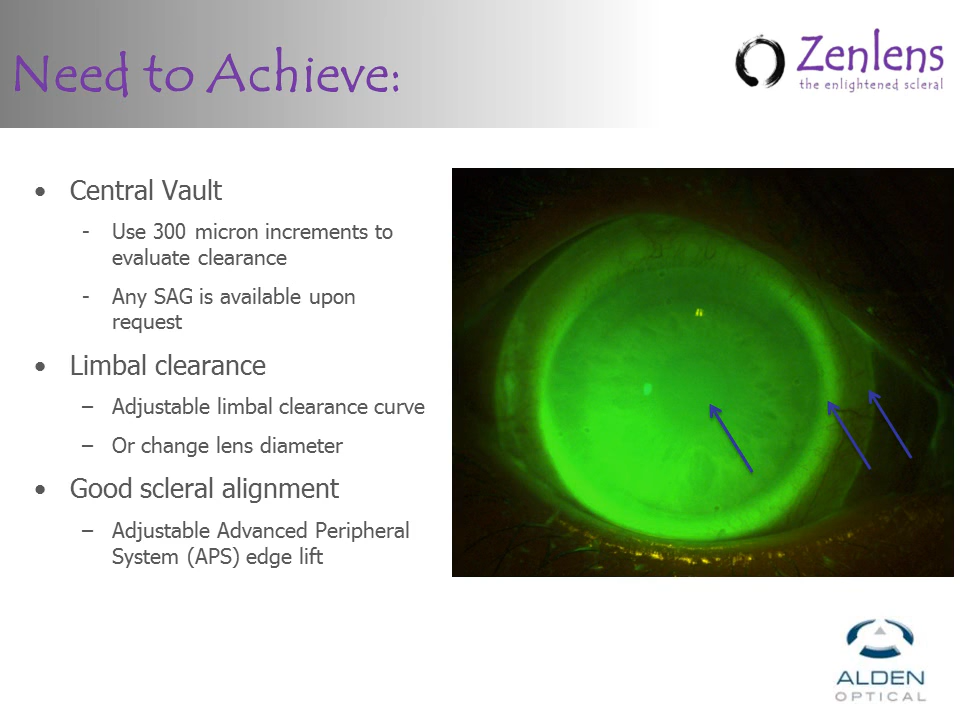 Need to Achieve:
Zenlens
the enlightened scleral
• Central Vault
- Use 300 micron increments to
evaluate clearance
- Any SAG is available upon
request
• Limbal clearance
– Adjustable limbal clearance curve
– Or change lens diameter
• Good scleral alignment
– Adjustable Advanced Peripheral
System (APS) edge lift
ALDEN
OPTICAL